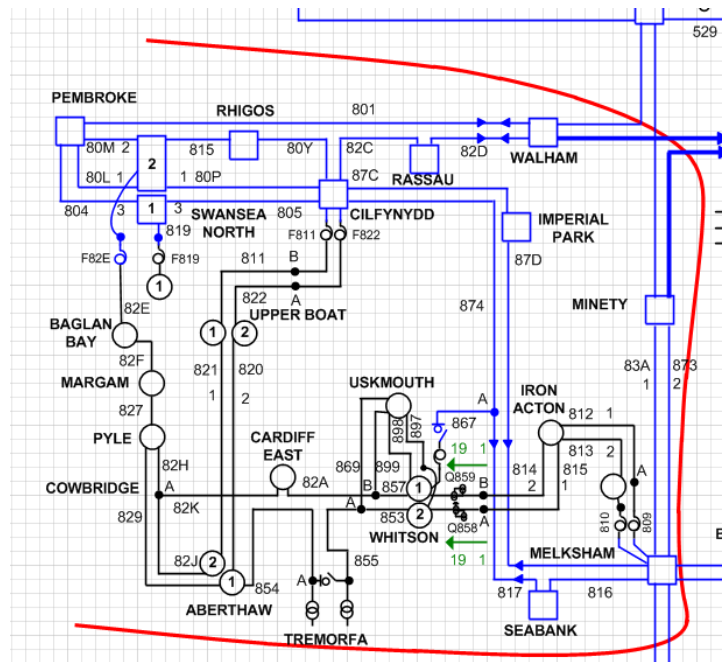 529
PEMBROKE
RHIGOS
801
80M 2
815
80Y
82C
82D
WALHAM
2
80L 1
1 80P
87C
RASSAU
804
3
1
3
SWANSEA
NORTH
805
CILFYNYDD
IMPERIAL
PARK
819
F82E
F819
811
B
F811
F822
87D
1
822
A
UPPER BOAT
874
MINETY
82E
BAGLAN
BAY
1
2
82F
821
820
83A
873
1
2
MARGAM
1
2
USKMOUTH
IRON
ACTON
827
A
867
812
1
PYLE
898
897
19 1
813
2
CARDIFF
EAST
82H
869
899
814
815
A
COWBRIDGE
A
82A
B
857
1
Q859
B
2
1
82K
829
A
853
2
Q858
A
WHITSON
810
809
82J
2
855
19 1
MELKSHAM
1
854
A
817
816
ABERTHAW
SEABANK
TREMORFA